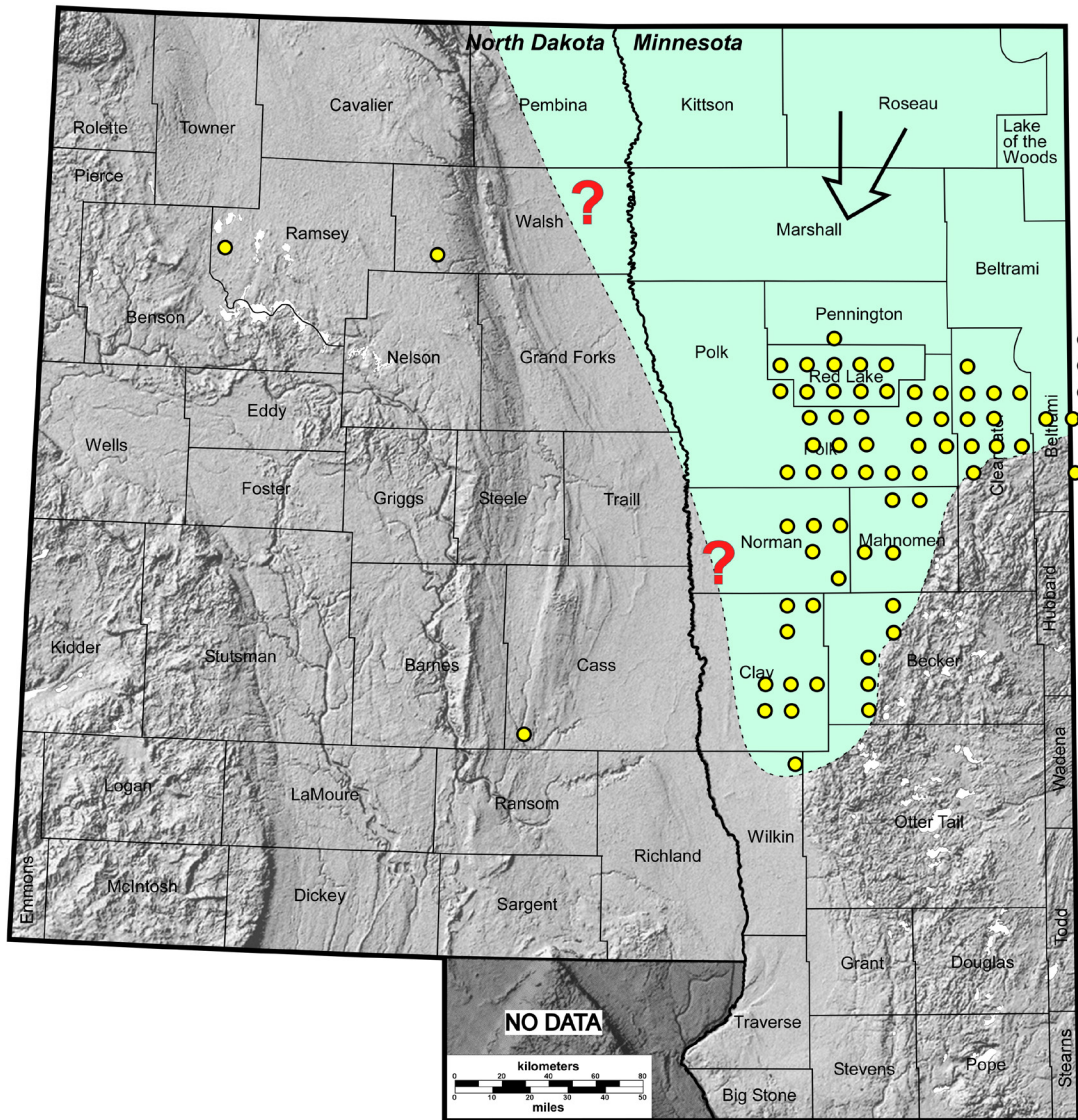 North Dakota Minnesota
Cavalier
Pembina
Kittson
Roseau
Rolette
Towner
Lake
of the
Woods
Pierce
?
Walsh
Ramsey
Marshall
Beltrami
Benson
Pennington
Polk
Nelson
Grand Forks
Red Lake
Eddy
Wells
Clearwater
Beltrami
Polk
Foster
Griggs
Steele
Traill
Norman
Mahnomen
?
Hubbard
Kidder
Stutsman
Barnes
Cass
Clay
Becker
Wadena
Logan
LaMoure
Ransom
Otter Tail
Wilkin
Richland
Emmons
McIntosh
Dickey
Sargent
Todd
Grant
Douglas
NO DATA
Traverse
Stearns
kilometers
0 20 40 60 80
0 10 20 30 40 50
miles
Stevens
Pope
Big Stone